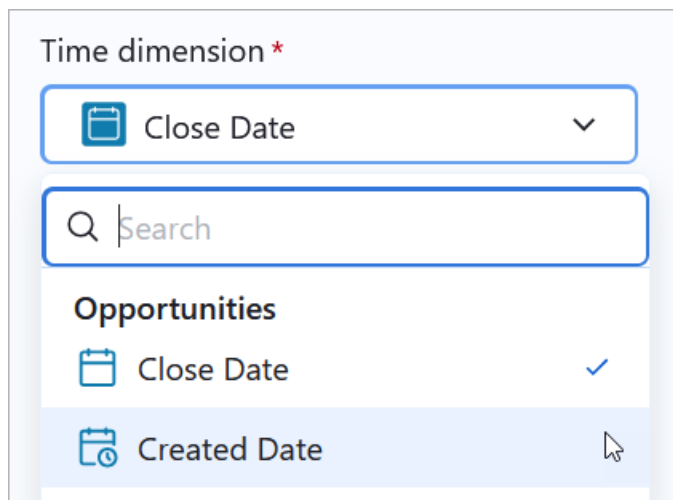 Time dimension *
Close Date
Search
Opportunities
Close Date
Created Date